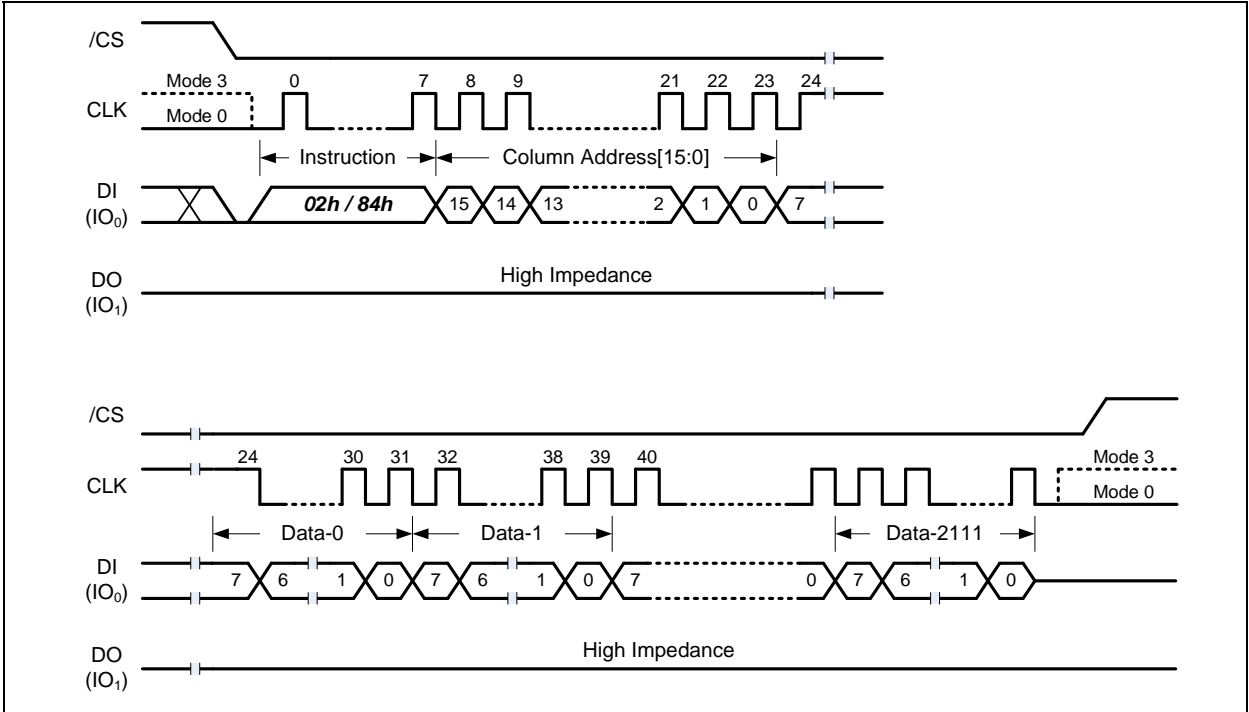 /CS
Mode 3 0 7 8 9 21 22 23 24
CLK
Mode 0
Instruction Column Address[15:0]
DI
(IO₀)
02h / 84h 15 14 13 2 1 0 7
High Impedance
DO
(IO₁)
/CS
24 30 31 32 38 39 40 Mode 3
CLK
Mode 0
Data-0 Data-1 Data-2111
DI
(IO₀)
7 6 1 0 7 6 1 0 7 0 7 6 1 0
High Impedance
DO
(IO₁)